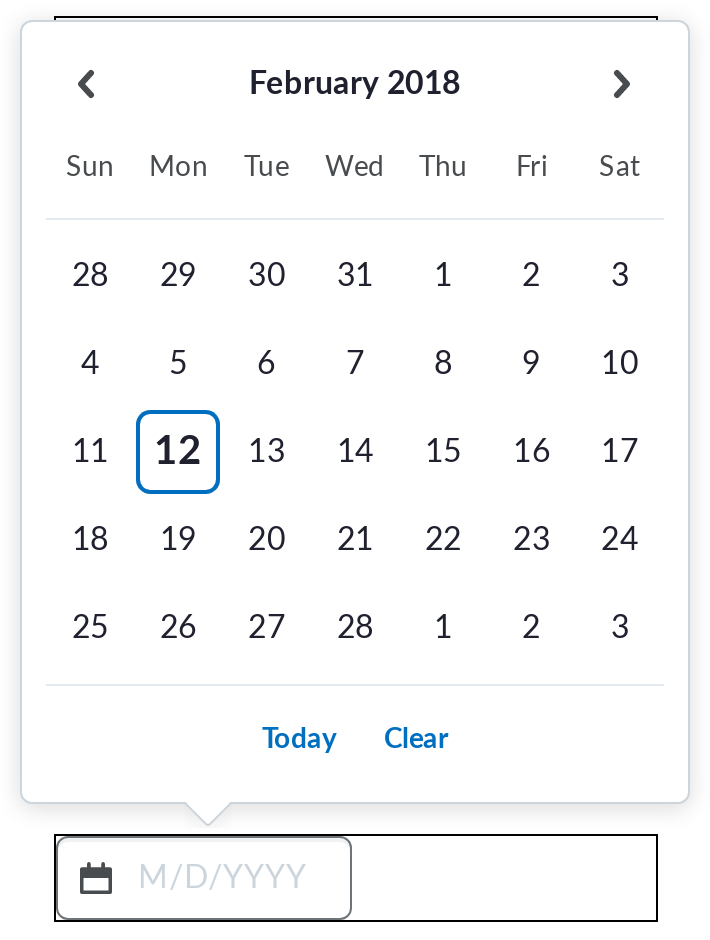 February 2018
Sun Mon Tue Wed Thu Fri Sat
28 29 30 31 1 2 3
4 5 6 7 8 9 10
11 12 13 14 15 16 17
18 19 20 21 22 23 24
25 26 27 28 1 2 3
Today Clear
M/D/YYYY